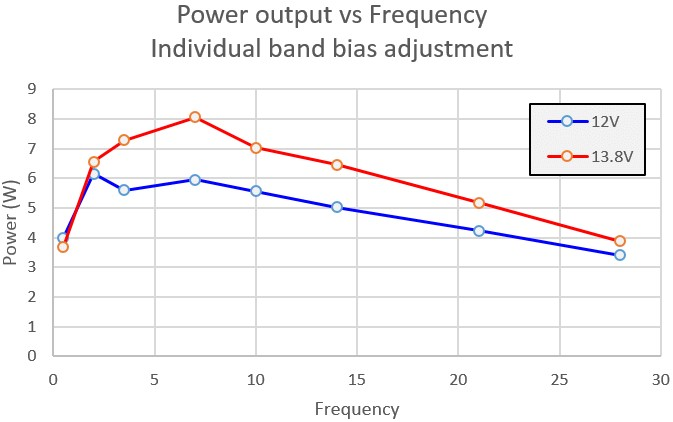 Power output vs Frequency
Individual band bias adjustment
9
8
7
6
5
4
3
2
1
0
Power (W)
12V
13.8V
0 5 10 15 20 25 30
Frequency